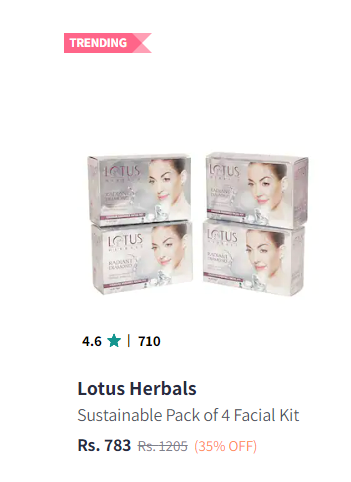 TRENDING
LOTUS
HERBALS
RADIANT
DIAMOND
LOTUS
HERBALS
RADIANT
DIAMOND
LOTUS
HERBALS
RADIANT
DIAMOND
LOTUS
HERBALS
RADIANT
DIAMOND
4.6 ★ | 710
Lotus Herbals
Sustainable Pack of 4 Facial Kit
Rs. 783 Rs. 1205 (35% OFF)